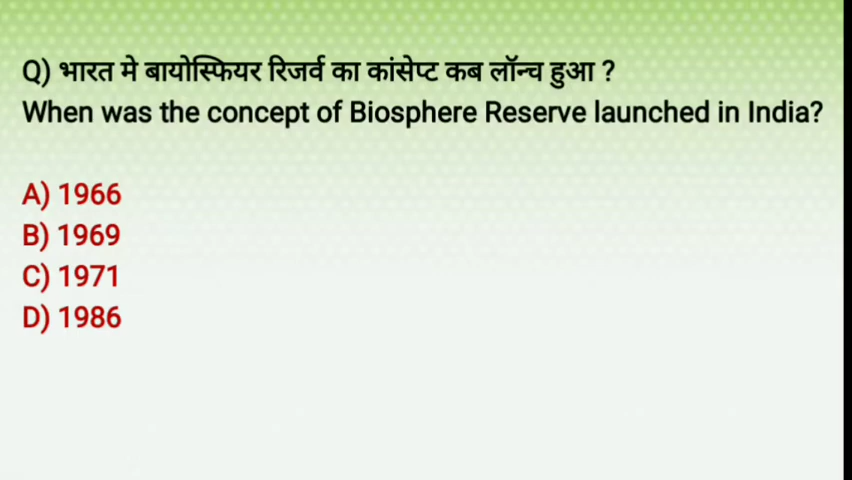 Q) भारत मे बायोस्फियर रिजर्व का कांसेप्ट कब लॉन्च हुआ ?
When was the concept of Biosphere Reserve launched in India?
A) 1966
B) 1969
C) 1971
D) 1986